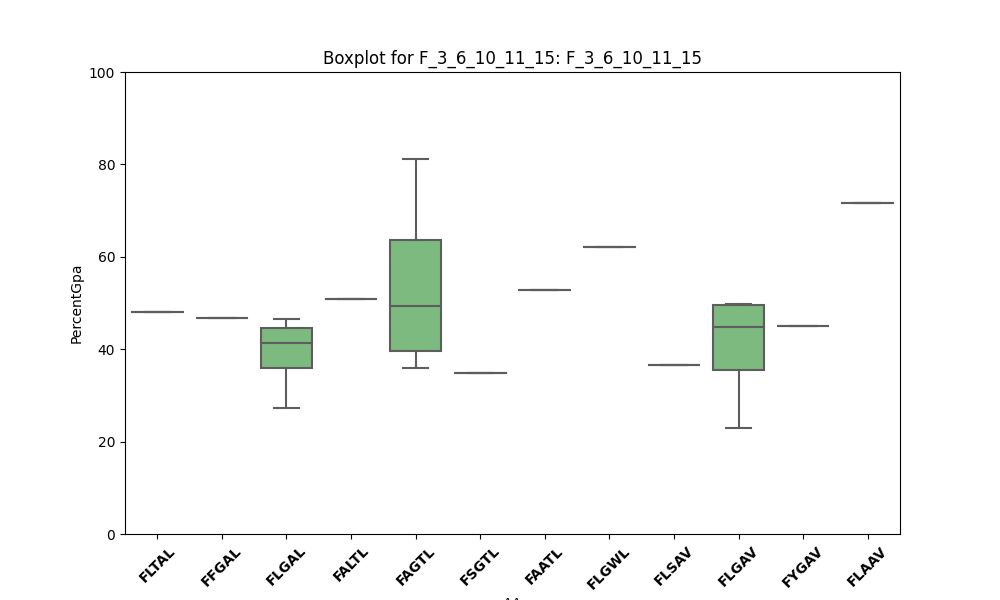 Boxplot for F_3_6_10_11_15: F_3_6_10_11_15
100
80
60
40
20
0
PercentGpa
FLTAL
FFGAL
FLGAL
FALTL
FAGTL
FSGTL
FAATL
FLGWL
FLSAV
FLGAV
FYGAV
FLAAV